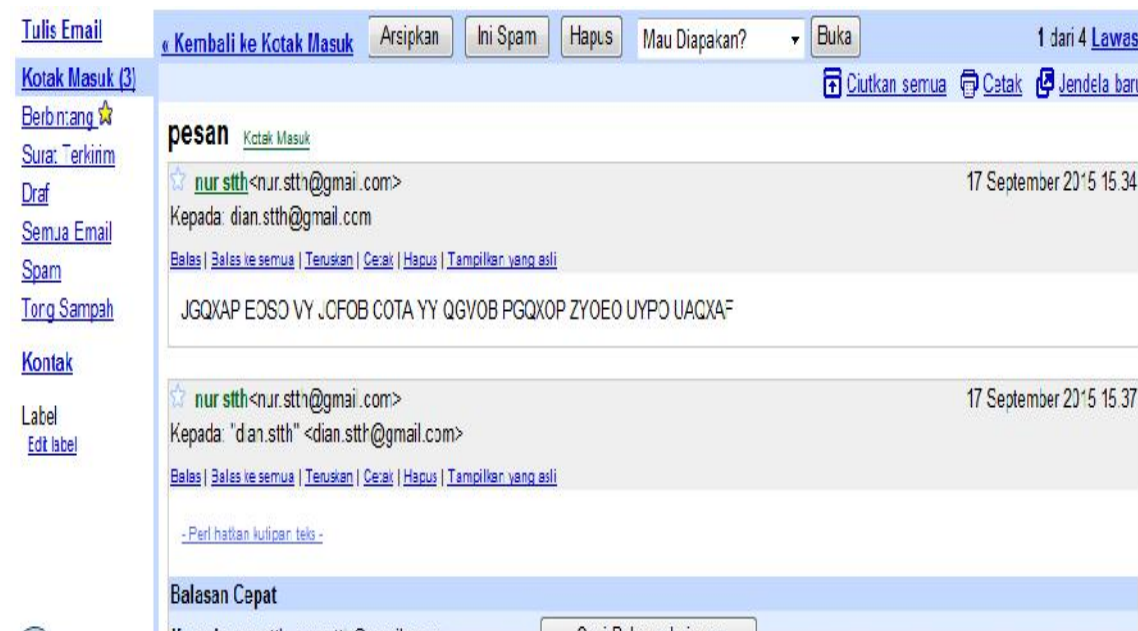 Tulis Email
« Kembali ke Kotak Masuk Arsipkan Ini Spam Hapus Mau Diapakan? Buka 1 dari 4 Lawas
Kotak Masuk (3)
Ciutkan semua Cetak Jendela baru
Berbintang
Surat Terkirim
Draf
Semua Email
Spam
Tong Sampah
Kontak
Label
Edit label
pesan Kotak Masuk
nur stth<nur.stth@gmail.com> 17 September 2015 15.34
Kepada: dian.stth@gmail.com
Balas | Balas ke semua | Teruskan | Cetak | Hapus | Tampilkan yang asli
JGQXAP EOSO VY JOFOB COTA YY QGVOB PGQXOP ZYOEO UYPO
nur stth<nur.stth@gmail.com> 17 September 2015 15.37
Kepada: "dian.stth" <dian.stth@gmail.com>
Balas | Balas ke semua | Teruskan | Cetak | Hapus | Tampilkan yang asli
- Perlihatkan kutipan teks -
Balasan Cepat